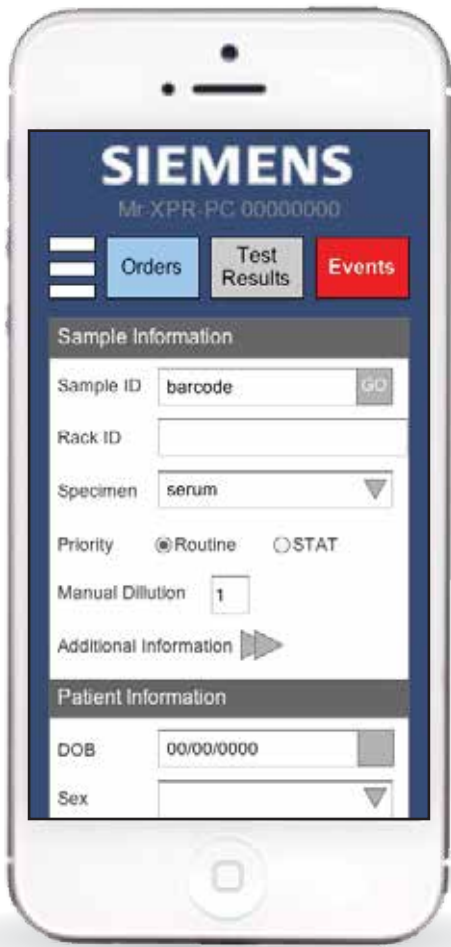 SIEMENS
Mr-XPR-PC 00000000
Orders
Test
Results
Events
Sample Information
Sample ID
barcode
GO
Rack ID
Specimen
serum
Priority
Routine
STAT
Manual Dillution
1
Additional Information
Patient Information
DOB
00/00/0000
Sex